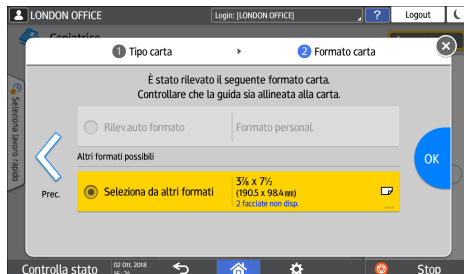 LONDON OFFICE
Login: [LONDON OFFICE]
?
Logout
Copiatrice
1 Tipo carta
2 Formato carta
È stato rilevato il seguente formato carta.
Controllare che la guida sia allineata alla carta.
Seleziona lavoro rapido
Rilev.auto formato
Formato personal.
Altri formati possibili
Prec.
Seleziona da altri formati
3⅞ x 7½
(190.5 x 98.4 mm)
2 facciate non disp.
...
OK
Controlla stato
02 Ott. 2018
Stop